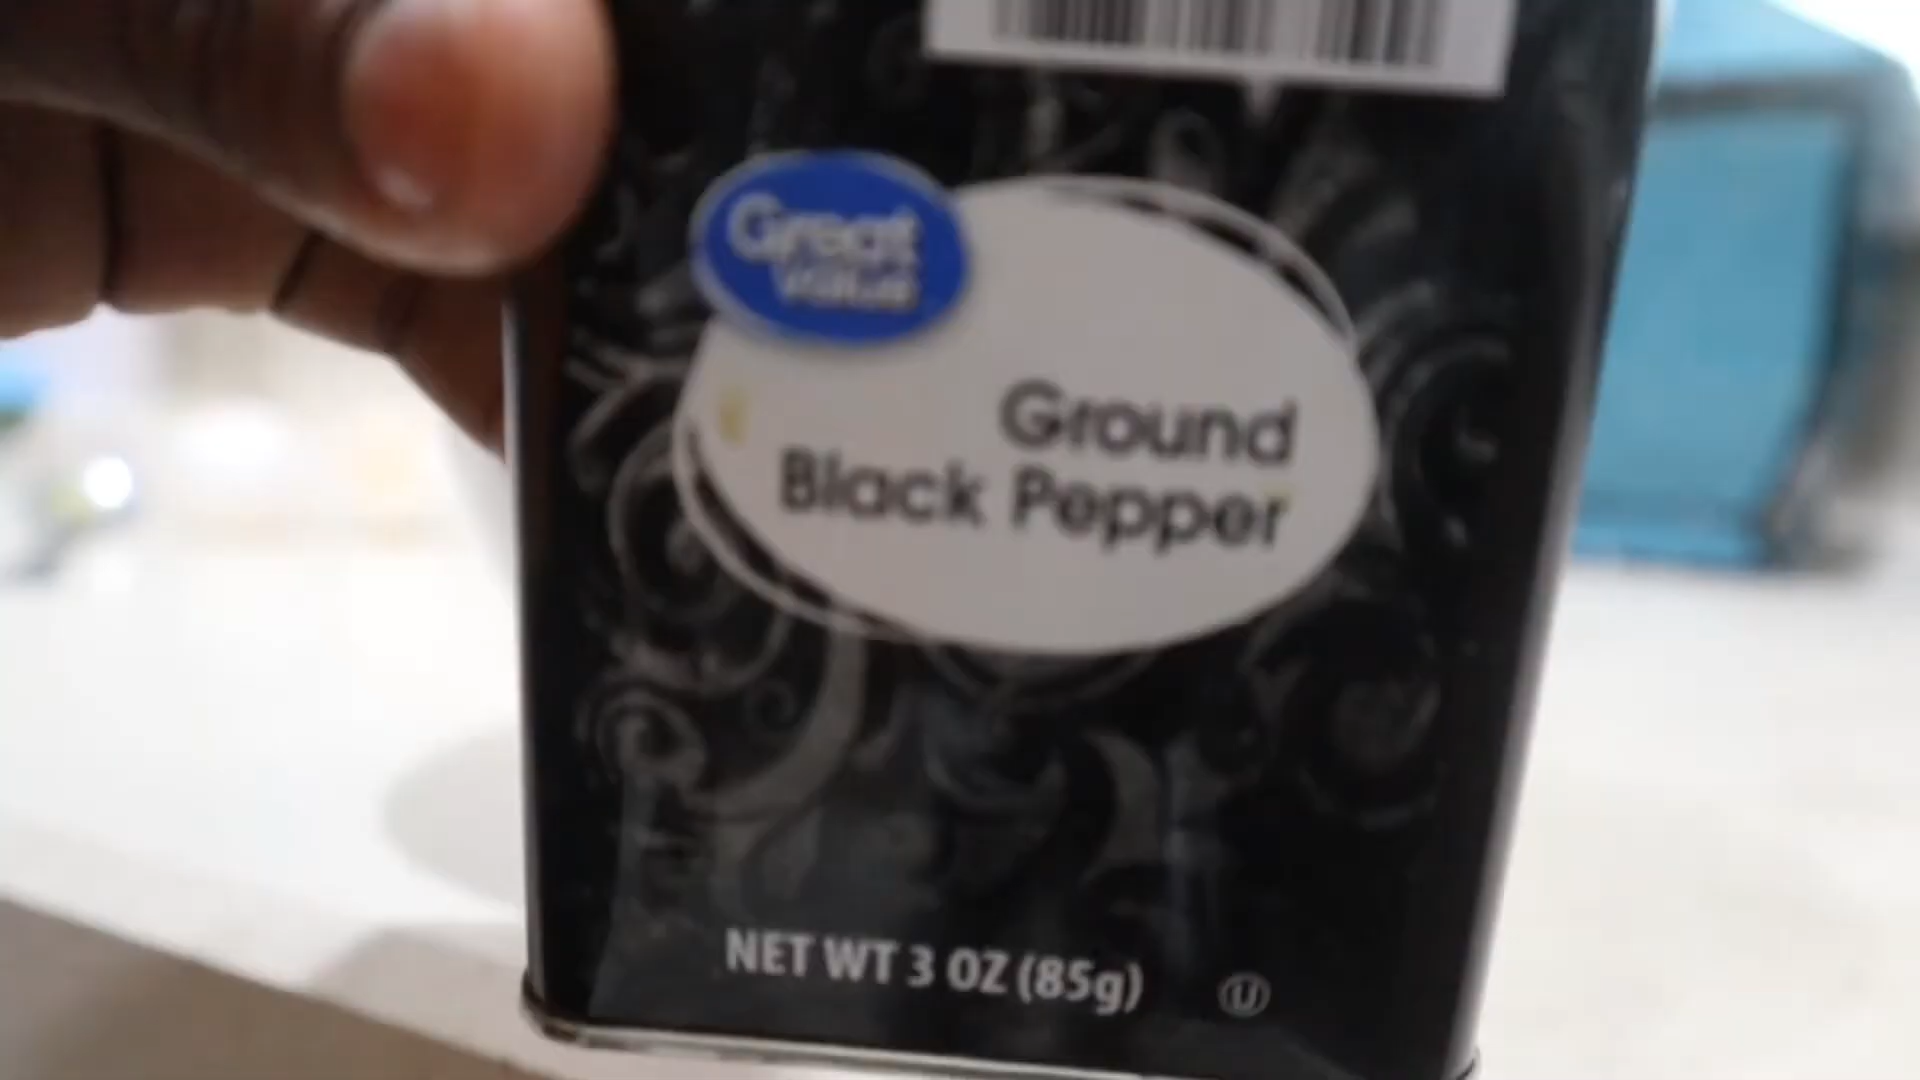 Great
Value
Ground
Black Pepper
NET WT 3 OZ (85g)
U